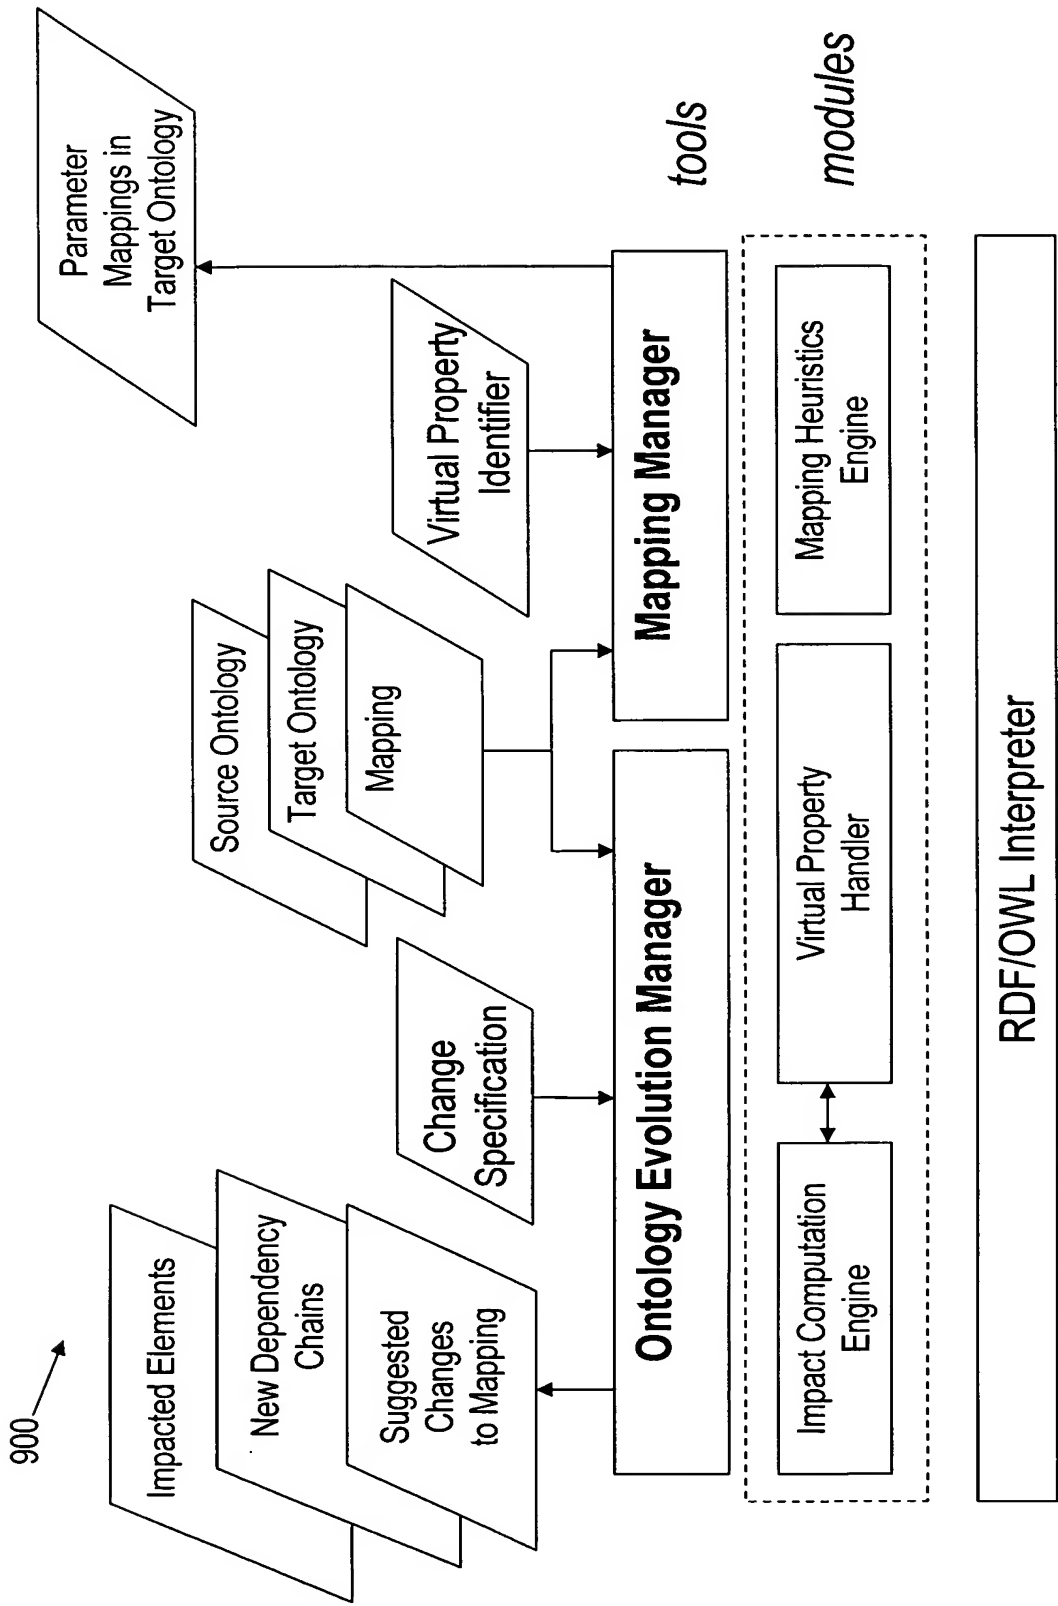 900
Impacted Elements
New Dependency
Chains
Suggested
Changes
to Mapping
Change
Specification
Source Ontology
Target Ontology
Mapping
Virtual Property
Identifier
Parameter
Mappings in
Target Ontology
Ontology Evolution Manager
Mapping Manager
tools
Impact Computation
Engine
Virtual Property
Handler
Mapping Heuristics
Engine
modules
RDF/OWL Interpreter